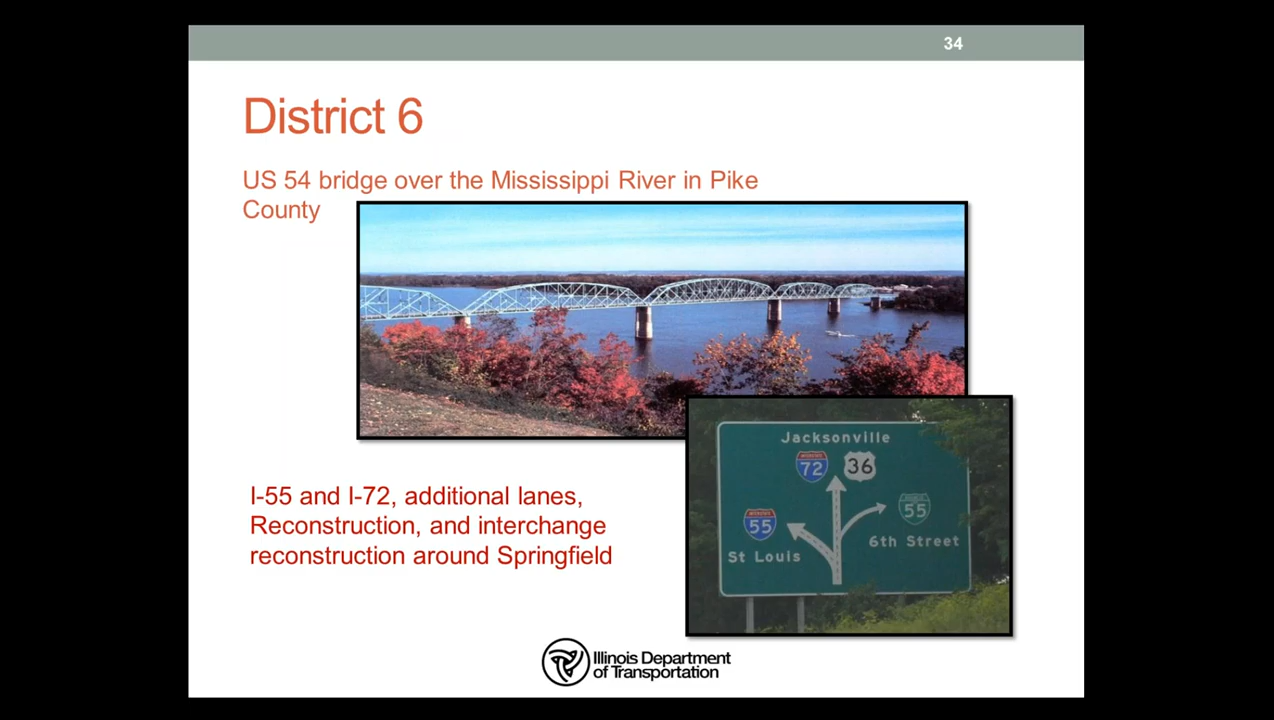 34
District 6
US 54 bridge over the Mississippi River in Pike
County
Jacksonville
INTERSTATE
72
36
55
St Louis
55
6th Street
I-55 and I-72, additional lanes,
Reconstruction, and interchange
reconstruction around Springfield
Illinois Department
of Transportation